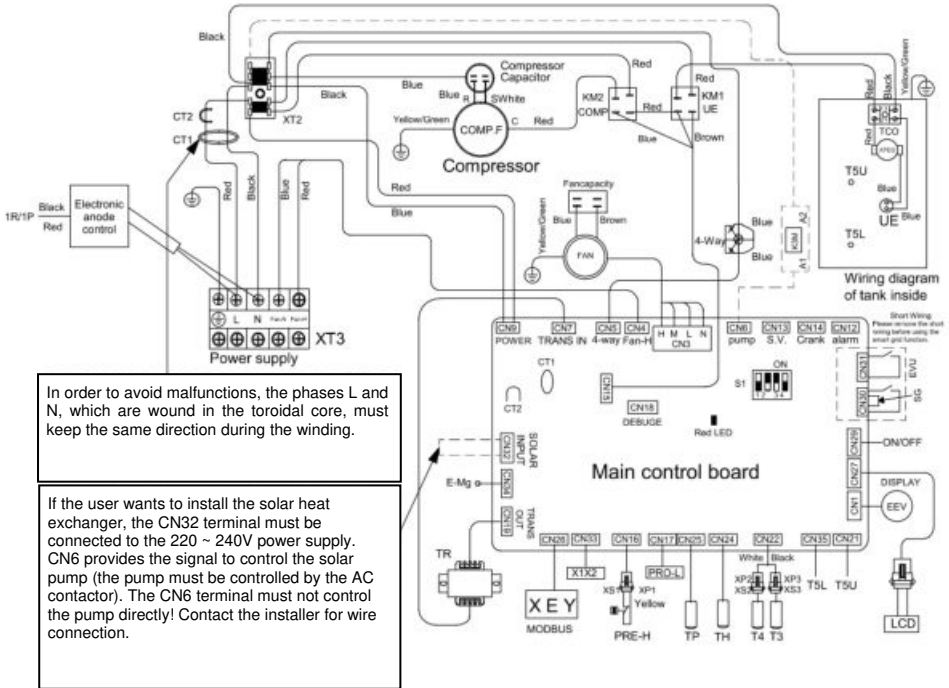 Black
Red
Black
Yellow/Green
Compressor
Capacitor
Blue
Red
Red
Blue
R
SWhite
KM2
COMP
KM1
UE
CT2
XT2
Black
Yellow/Green
COMP.F
C
Red
Red
TCO
CT1
Blue
Brown
Red
Compressor
T5U
Red
Black
Blue
Red
Red
Blue
Fancapacity
Blue
A2
UE
Blue
1R/1P
Black
Red
Electronic
anode
control
Blue
Brown
4-Way
Blue
KM3
T5L
Yellow/Green
FAN
A1
Wiring diagram
of tank inside
L
N
XT3
Power supply
Short Wiring
Please remove the short
wiring before using the
smart grid function.
CN9
CN7
CN5
CN4
H
M
L
N
CN6
CN13
CN14
CN12
POWER
TRANS IN
4-way
Fan-H
CN3
pump
S.V.
Crank
alarm
CN31
EVU
CT1
ON
S1
1 2 3 4
CN30
SG
In order to avoid malfunctions, the phases L and
N, which are wound in the toroidal core, must
keep the same direction during the winding.
CT2
CN15
CN18
DEBUGE
Red LED
SOLAR
INPUT
CN32
CN29
ON/OFF
E-Mg
CN34
Main control board
CN27
DISPLAY
If the user wants to install the solar heat
exchanger, the CN32 terminal must be
connected to the 220 ~ 240V power supply.
CN6 provides the signal to control the solar
pump (the pump must be controlled by the AC
contactor). The CN6 terminal must not control
the pump directly! Contact the installer for wire
connection.
TRANS
OUT
CN19
CN1
EEV
TR
CN26
CN33
CN16
CN17
CN25
CN24
CN22
CN35
CN21
White
Black
X1X2
PRO-L
XP2
XP3
T5L
T5U
XS1
XP1
XS2
XS3
X E Y
Yellow
MODBUS
PRE-H
TP
TH
T4
T3
LCD